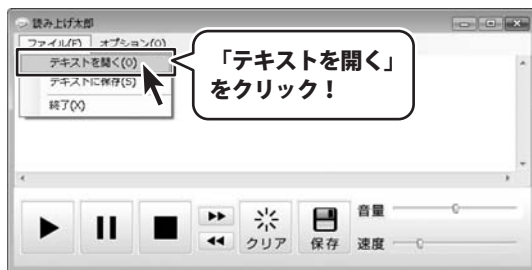 読み上げ太郎
ファイル(F) オプション(O)
テキストを開く(O)
テキストに保存(S)
終了(X)
「テキストを開く」
をクリック！
クリア
保存
音量
速度